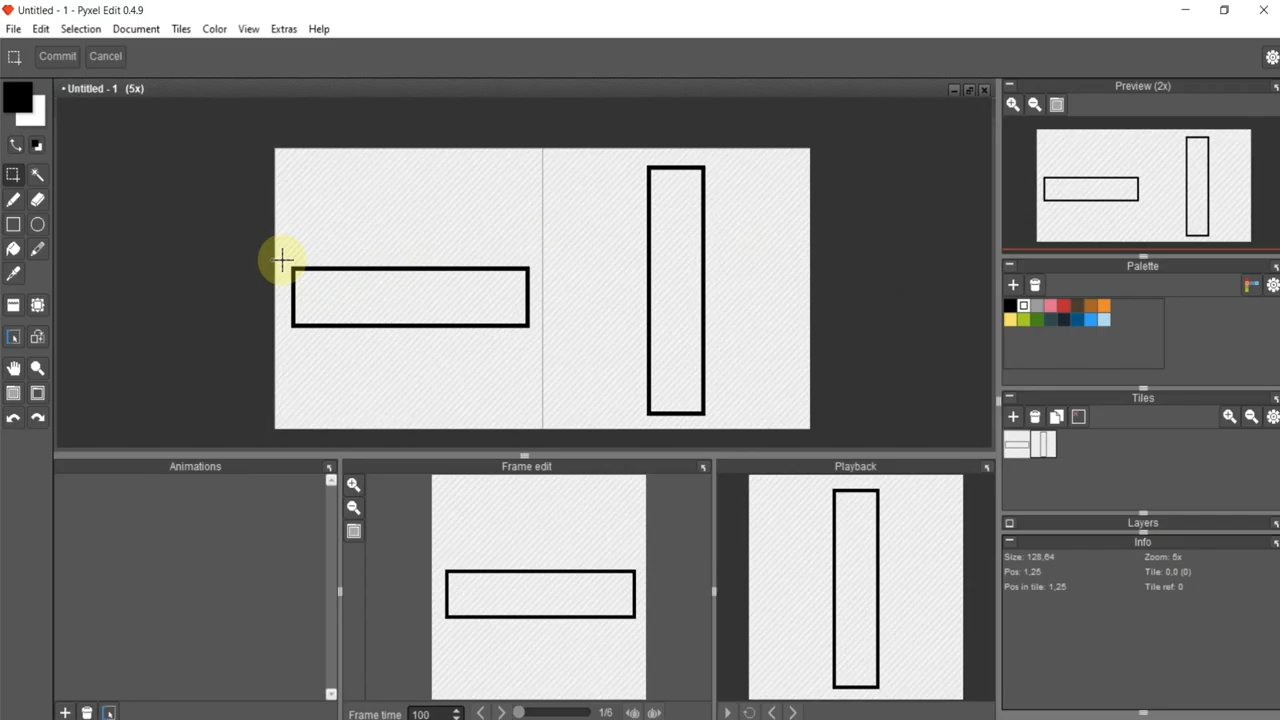 Untitled - 1 - Pyxel Edit 0.4.9
File Edit Selection Document Tiles Color View Extras Help
Commit Cancel
• Untitled - 1 (5x)
Preview (2x)
Palette
Tiles
Layers
Info
Size: 128,64 Zoom: 5x
Pos: 1,25 Tile: 0,0 (0)
Pos in tile: 1,25 Tile ref: 0
Animations
Frame edit
Playback
Frame time 100 1/6